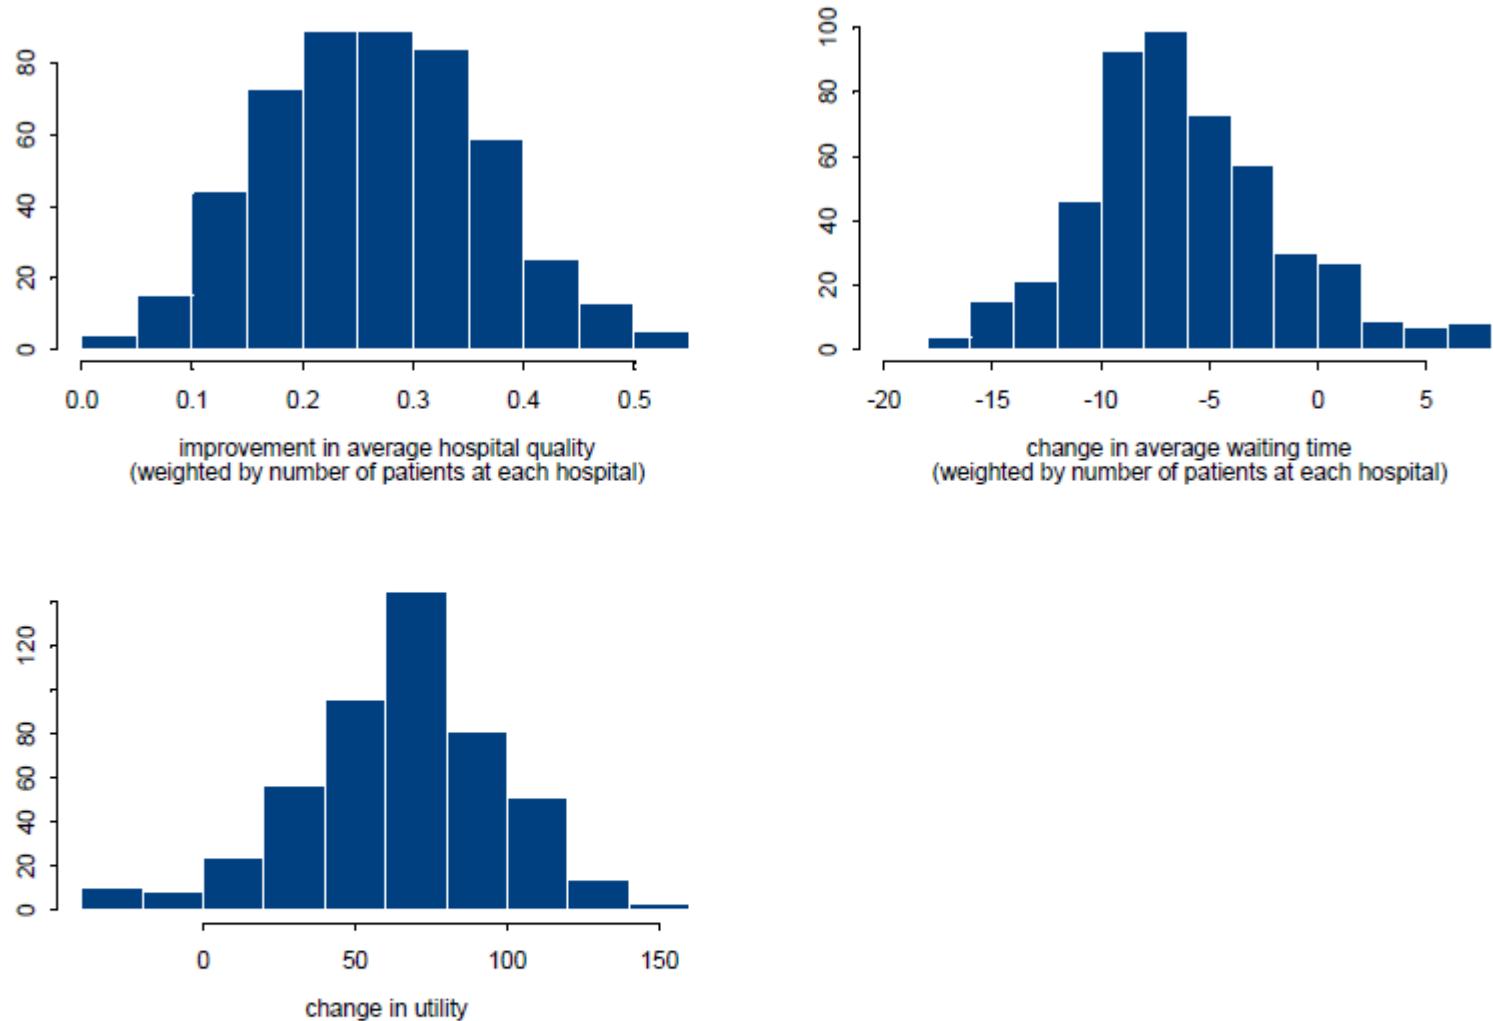 80
60
40
20
0
0.0 0.1 0.2 0.3 0.4 0.5
improvement in average hospital quality
(weighted by number of patients at each hospital)
100
80
60
40
20
0
-20 -15 -10 -5 0 5
change in average waiting time
(weighted by number of patients at each hospital)
120
80
60
40
20
0
0 50 100 150
change in utility